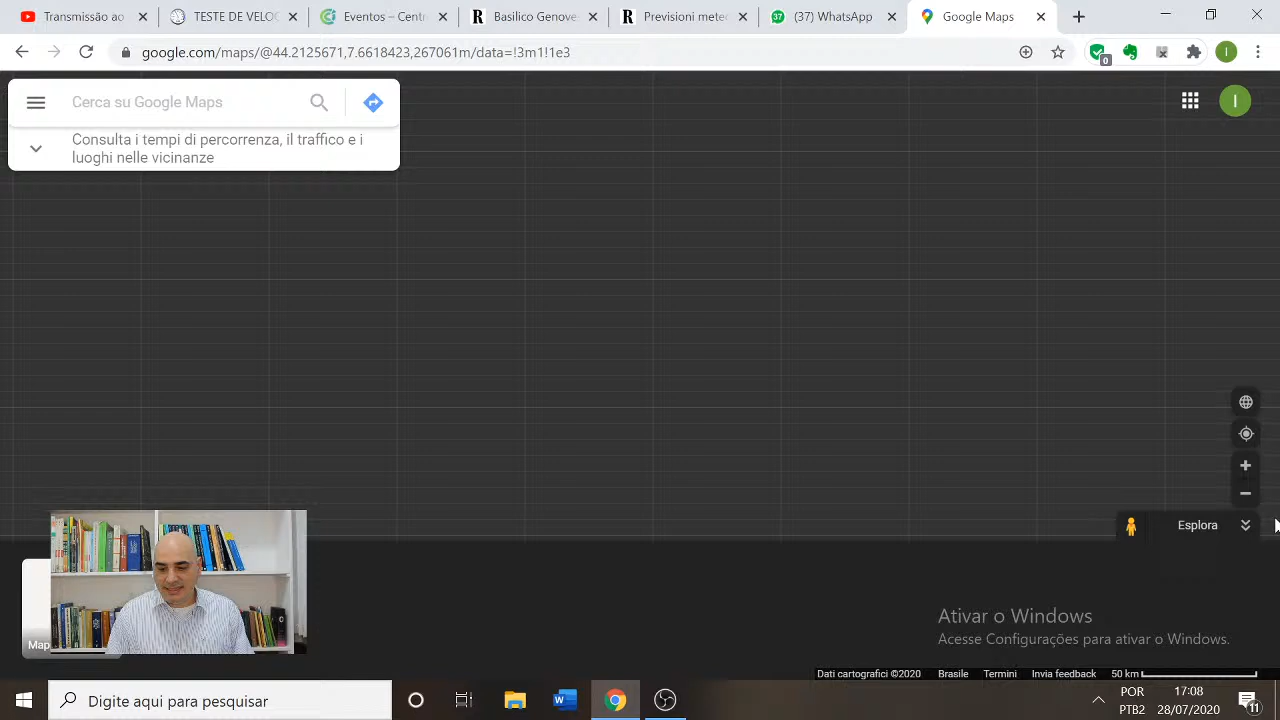 Transmissão ao
TESTE DE VELOC
Eventos – Centr
Basilico Genove
Previsioni mete
(37) WhatsApp
Google Maps
google.com/maps/@44.2125671,7.6618423,267061m/data=!3m1!1e3
0
I
Cerca su Google Maps
I
Consulta i tempi di percorrenza, il traffico e i
luoghi nelle vicinanze
Esplora
Ativar o Windows
Acesse Configurações para ativar o Windows.
Map
Dati cartografici ©2020 Brasile Termini Invia feedback 50 km
Digite aqui para pesquisar
POR
PTB2
17:08
28/07/2020
11